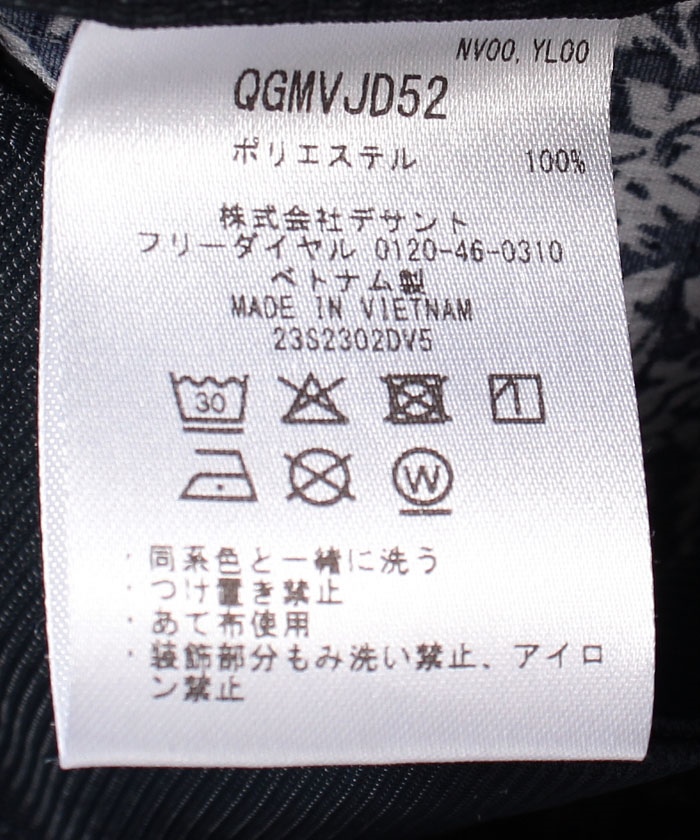 NV00, YL00
QGMVJD52
ポリエステル 100%
株式会社デサント
フリーダイヤル 0120-46-0310
ベトナム製
MADE IN VIETNAM
23S2302DV5
30
W
・同系色と一緒に洗う
・つけ置き禁止
・あて布使用
・装飾部分もみ洗い禁止、アイロ
ン禁止